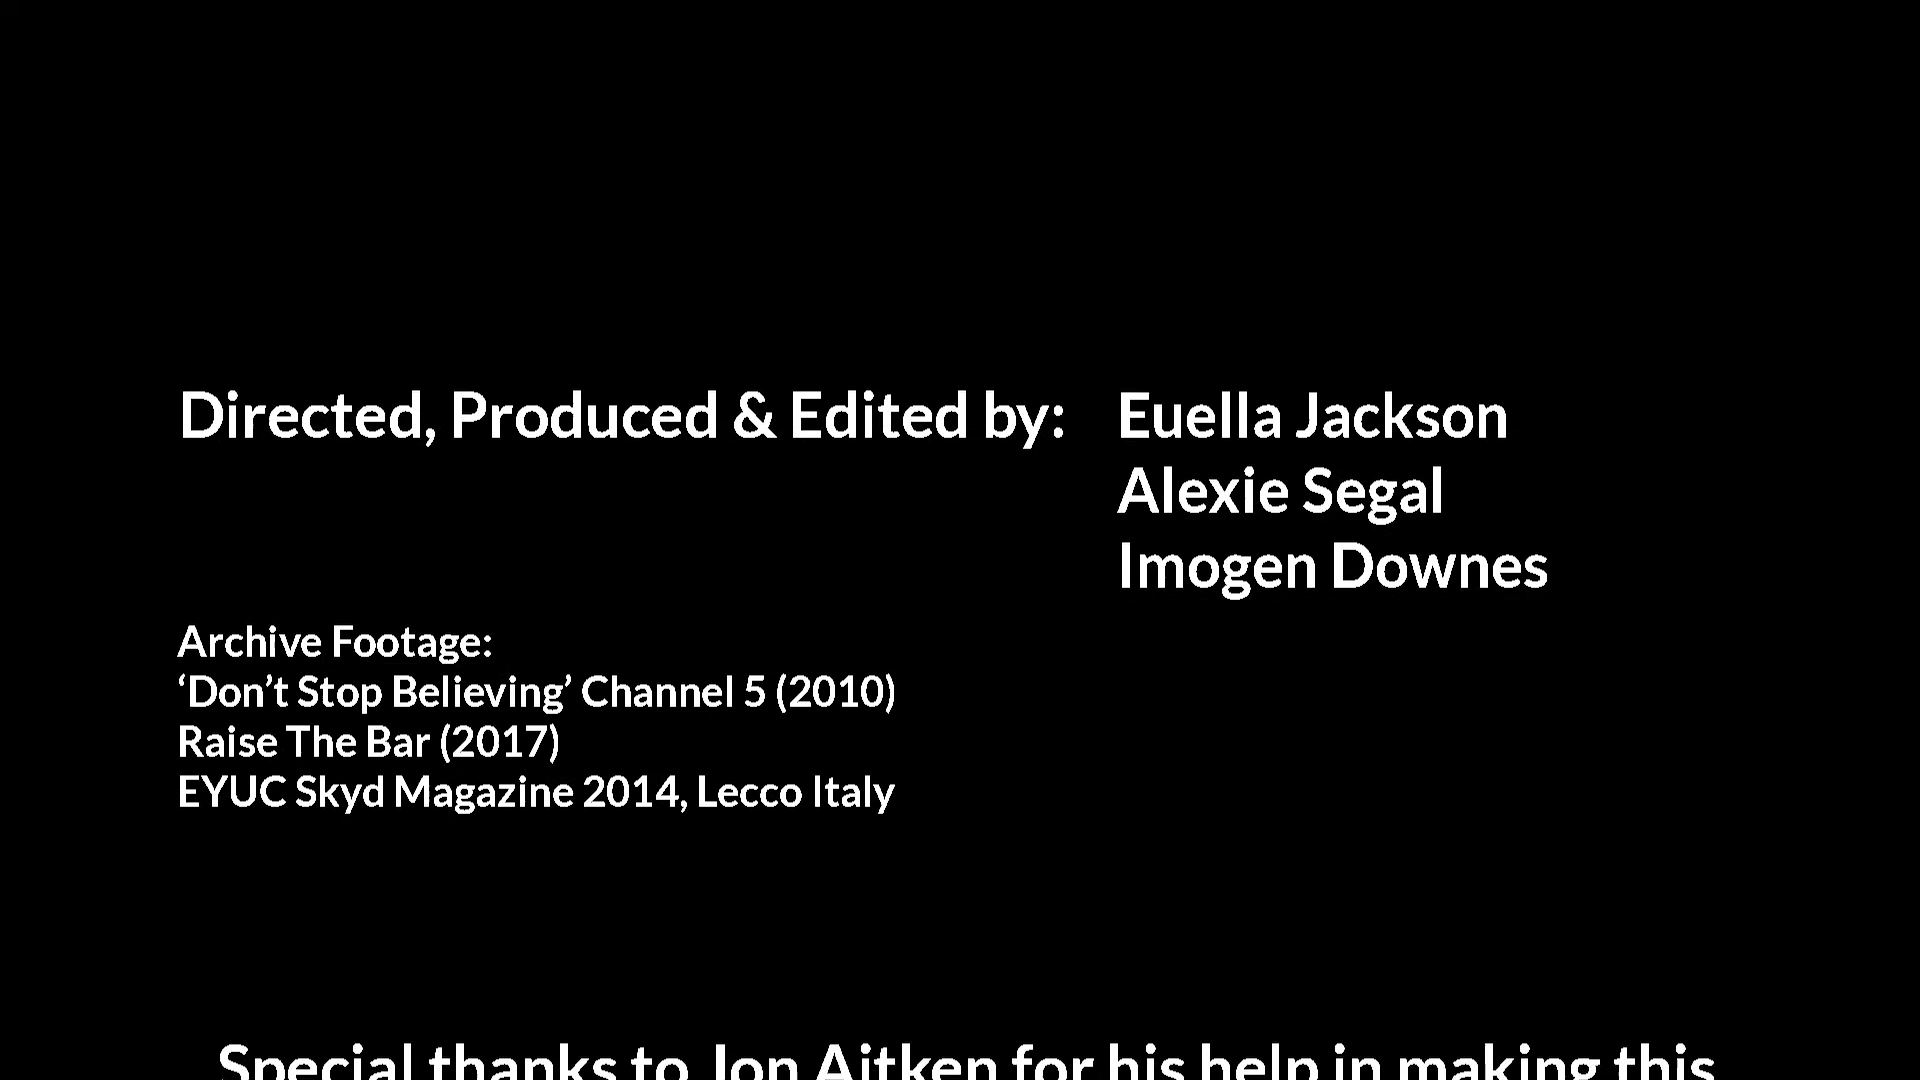 Directed, Produced & Edited by: Euella Jackson
Alexie Segal
Imogen Downes
Archive Footage:
‘Don’t Stop Believing’ Channel 5 (2010)
Raise The Bar (2017)
EYUC Skyd Magazine 2014, Lecco Italy
Special thanks to Jon Aitken for his help in making this